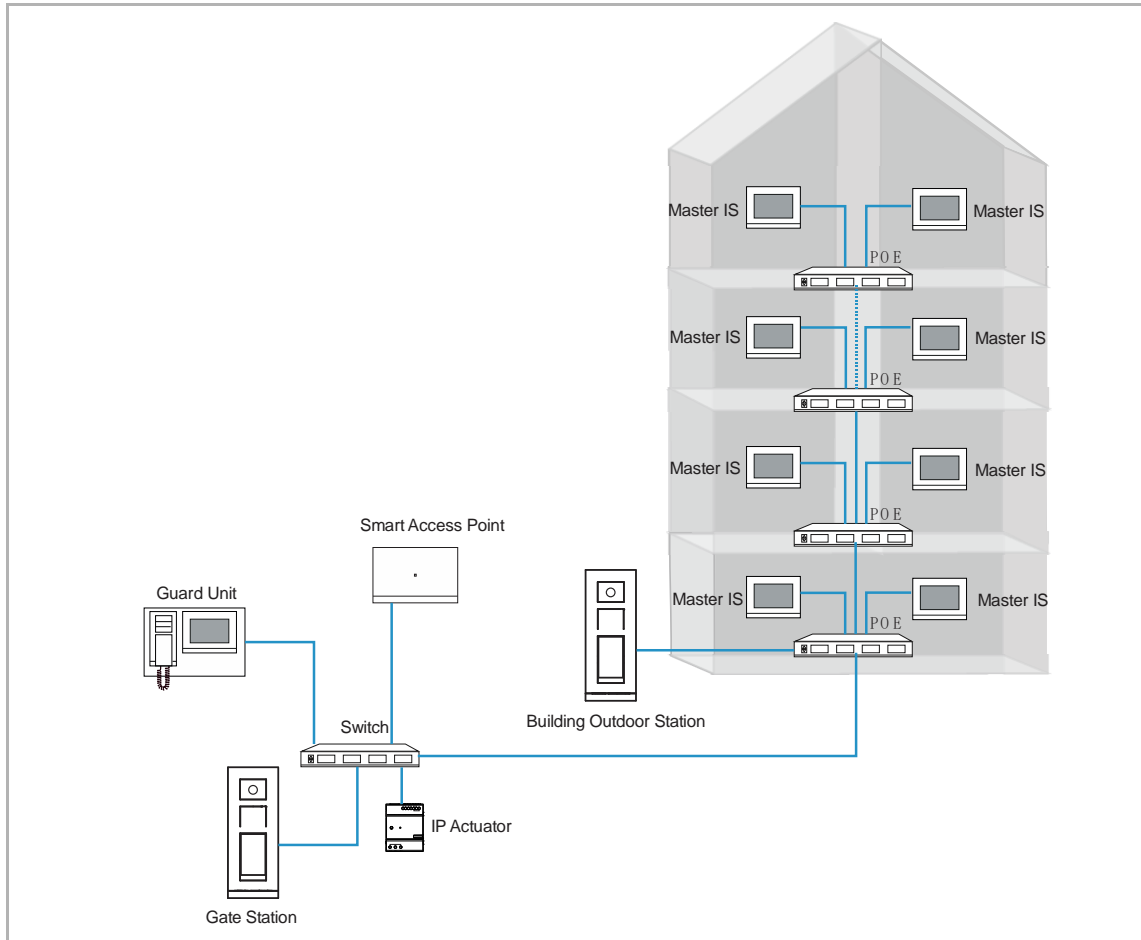 Master IS
Master IS
POE
Master IS
Master IS
POE
Master IS
Master IS
POE
Smart Access Point
Guard Unit
Master IS
Master IS
POE
Building Outdoor Station
Switch
IP Actuator
Gate Station